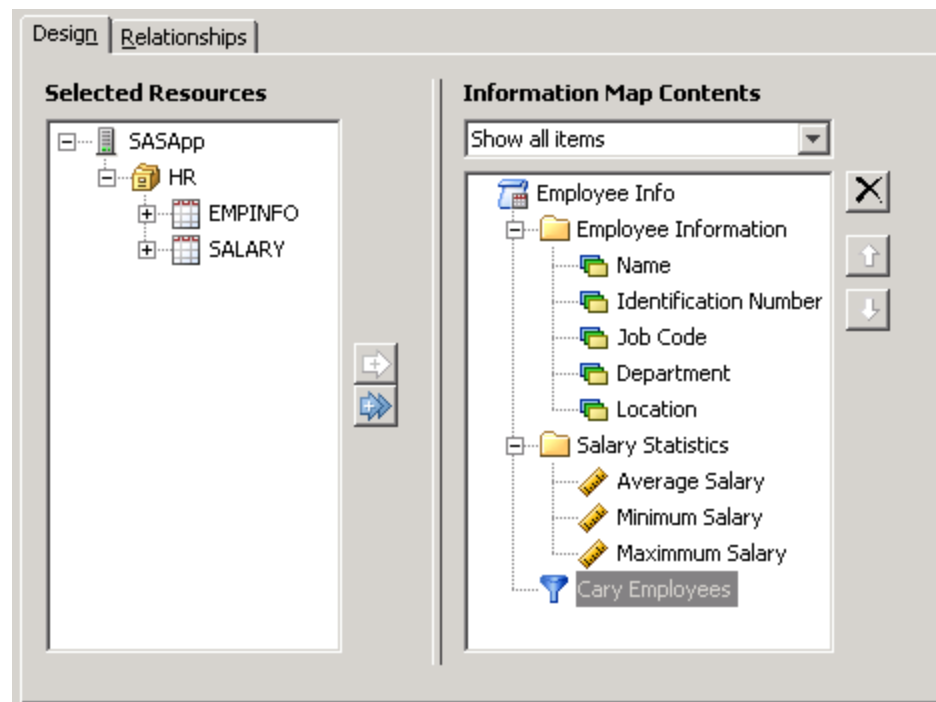 Design
Relationships
Selected Resources
SASApp
HR
EMPINFO
SALARY
Information Map Contents
Show all items
Employee Info
Employee Information
Name
Identification Number
Job Code
Department
Location
Salary Statistics
Average Salary
Minimum Salary
Maximmum Salary
Cary Employees